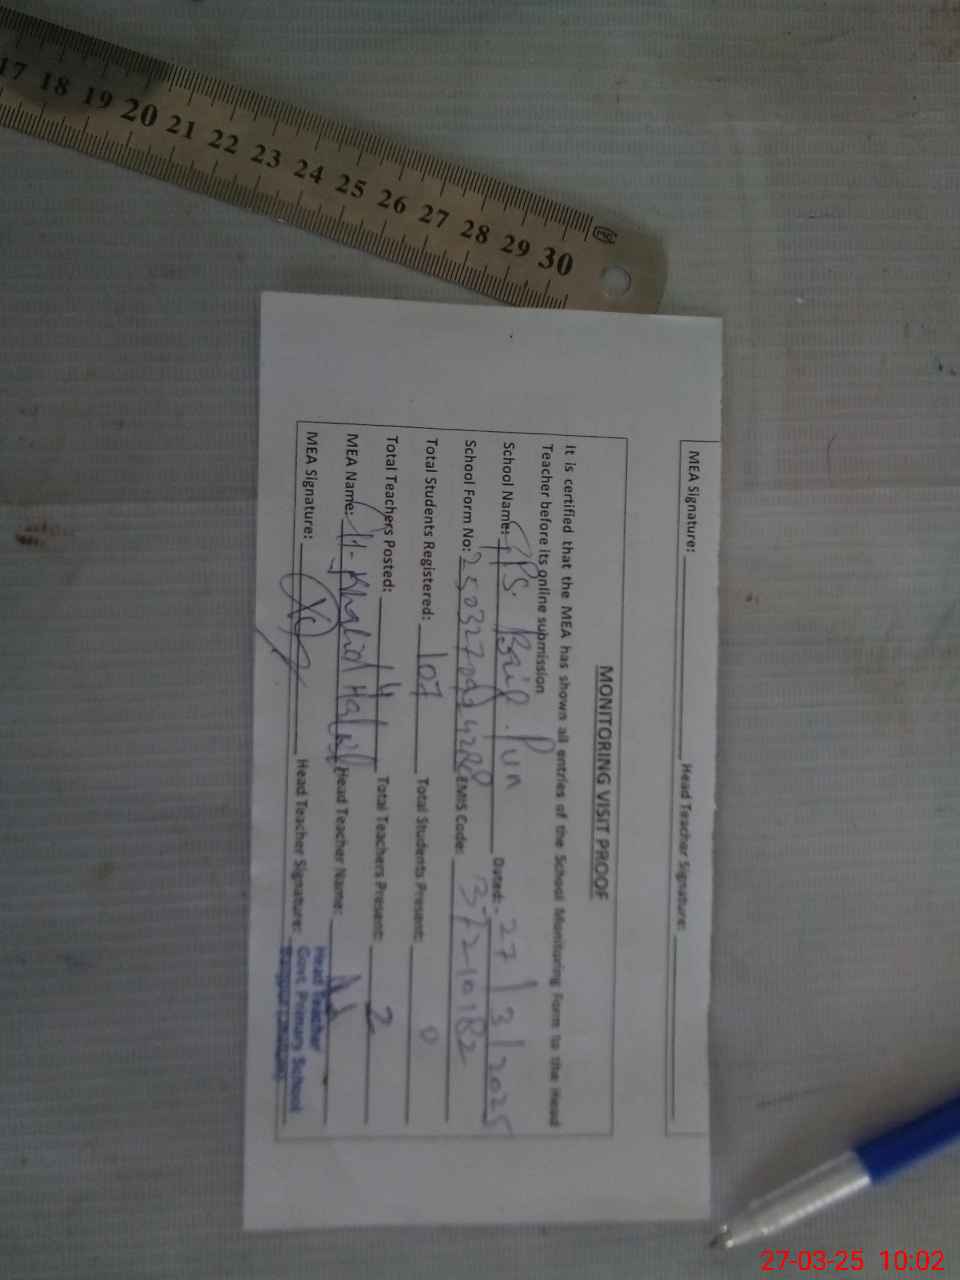 17 18 19 20 21 22 23 24 25 26 27 28 29 30
MEA Signature: Head Teacher Signature:
MONITORING VISIT PROOF
It is certified that the MEA has shown all entries of the School Monitoring Form to the Head
Teacher before its online submission
School Name: GPS. Dated: 27/3/2025
School Form No: EMIS Code: 37210182
Total Students Registered: 107 Total Students Present: 0
Total Teachers Posted: 4 Total Teachers Present: 2
MEA Name: Khalid Head Teacher Name:
MEA Signature: Head Teacher Signature:
Head Teacher
Govt. Primary School
27-03-25 10:02